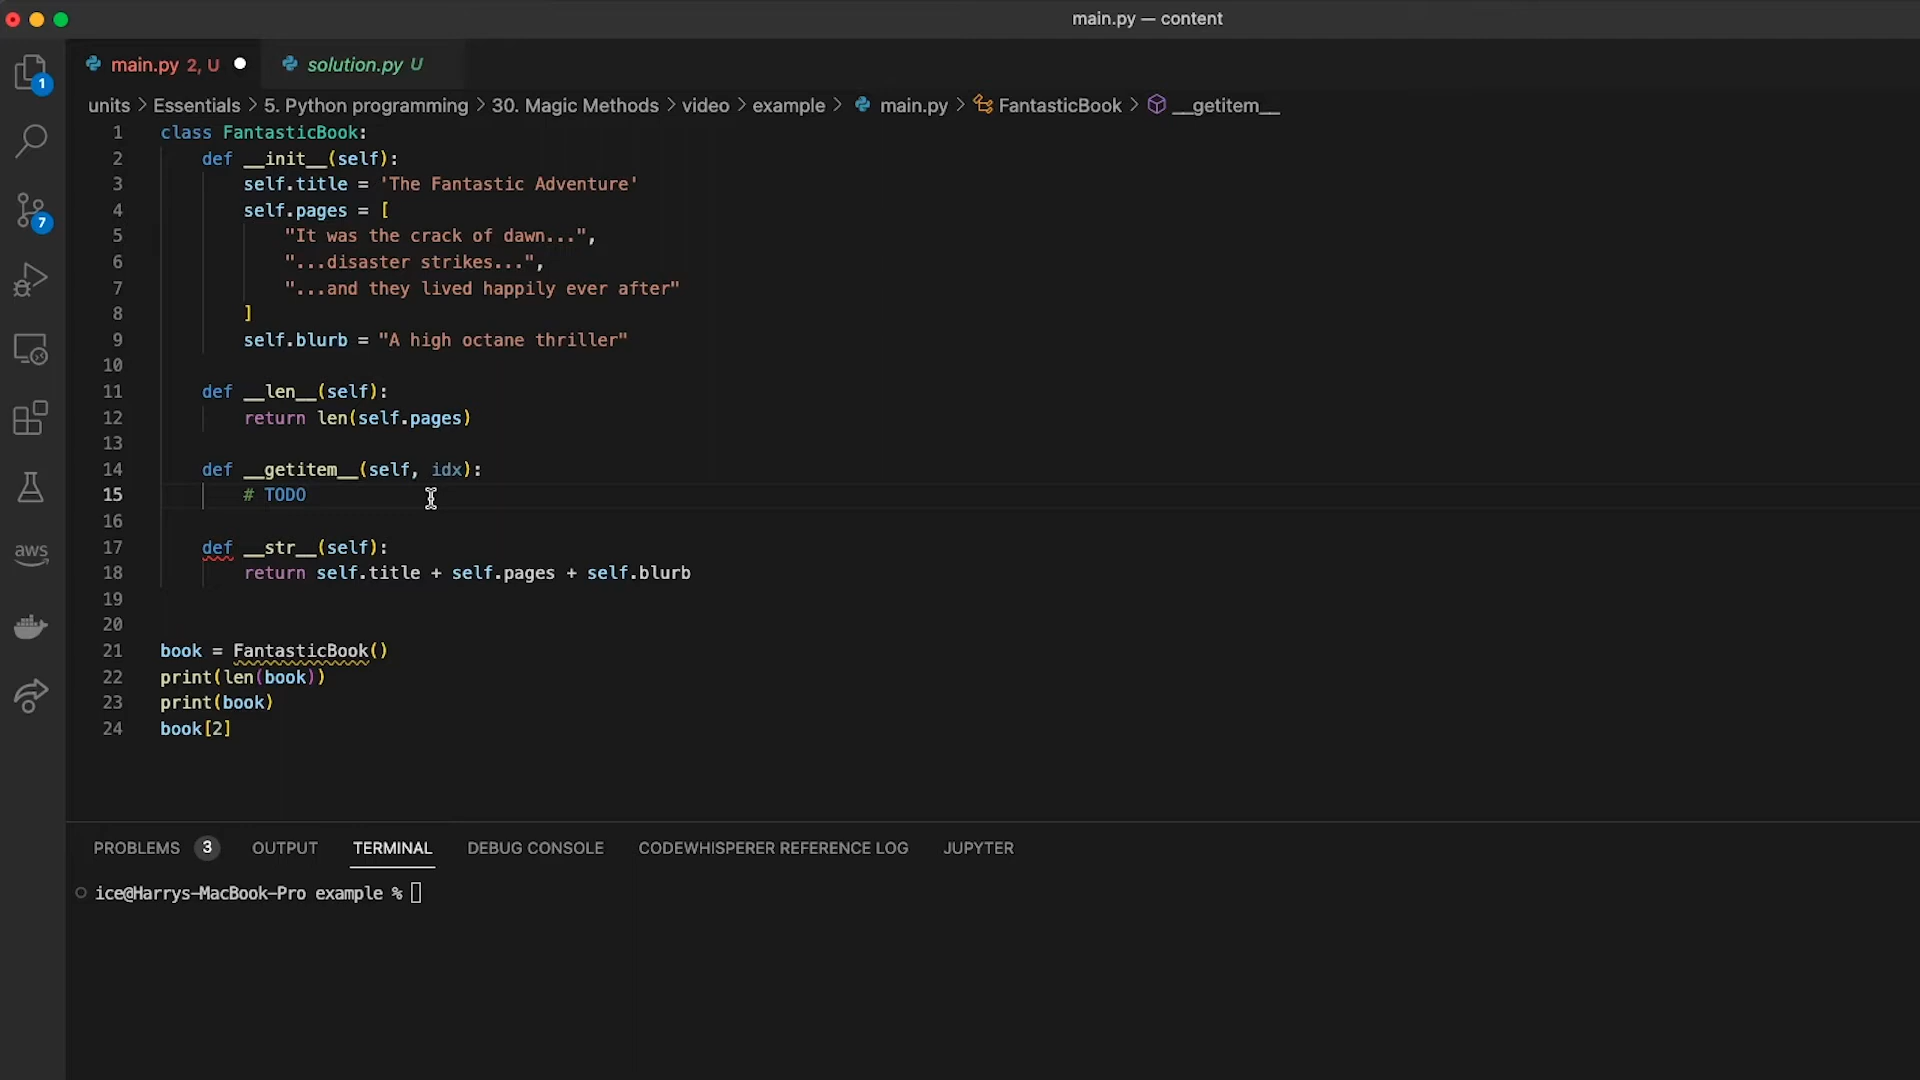 main.py — content
1
7
aws
main.py 2, U
solution.py U
units > Essentials > 5. Python programming > 30. Magic Methods > video > example > main.py > FantasticBook > __getitem__
1 class FantasticBook:
2     def __init__(self):
3         self.title = 'The Fantastic Adventure'
4         self.pages = [
5             "It was the crack of dawn...",
6             "...disaster strikes...",
7             "...and they lived happily ever after"
8         ]
9         self.blurb = "A high octane thriller"
10
11     def __len__(self):
12         return len(self.pages)
13
14     def __getitem__(self, idx):
15         # TODO
16
17     def __str__(self):
18         return self.title + self.pages + self.blurb
19
20
21 book = FantasticBook()
22 print(len(book))
23 print(book)
24 book[2]
PROBLEMS 3 OUTPUT TERMINAL DEBUG CONSOLE CODEWHISPERER REFERENCE LOG JUPYTER
ice@Harrys-MacBook-Pro example %